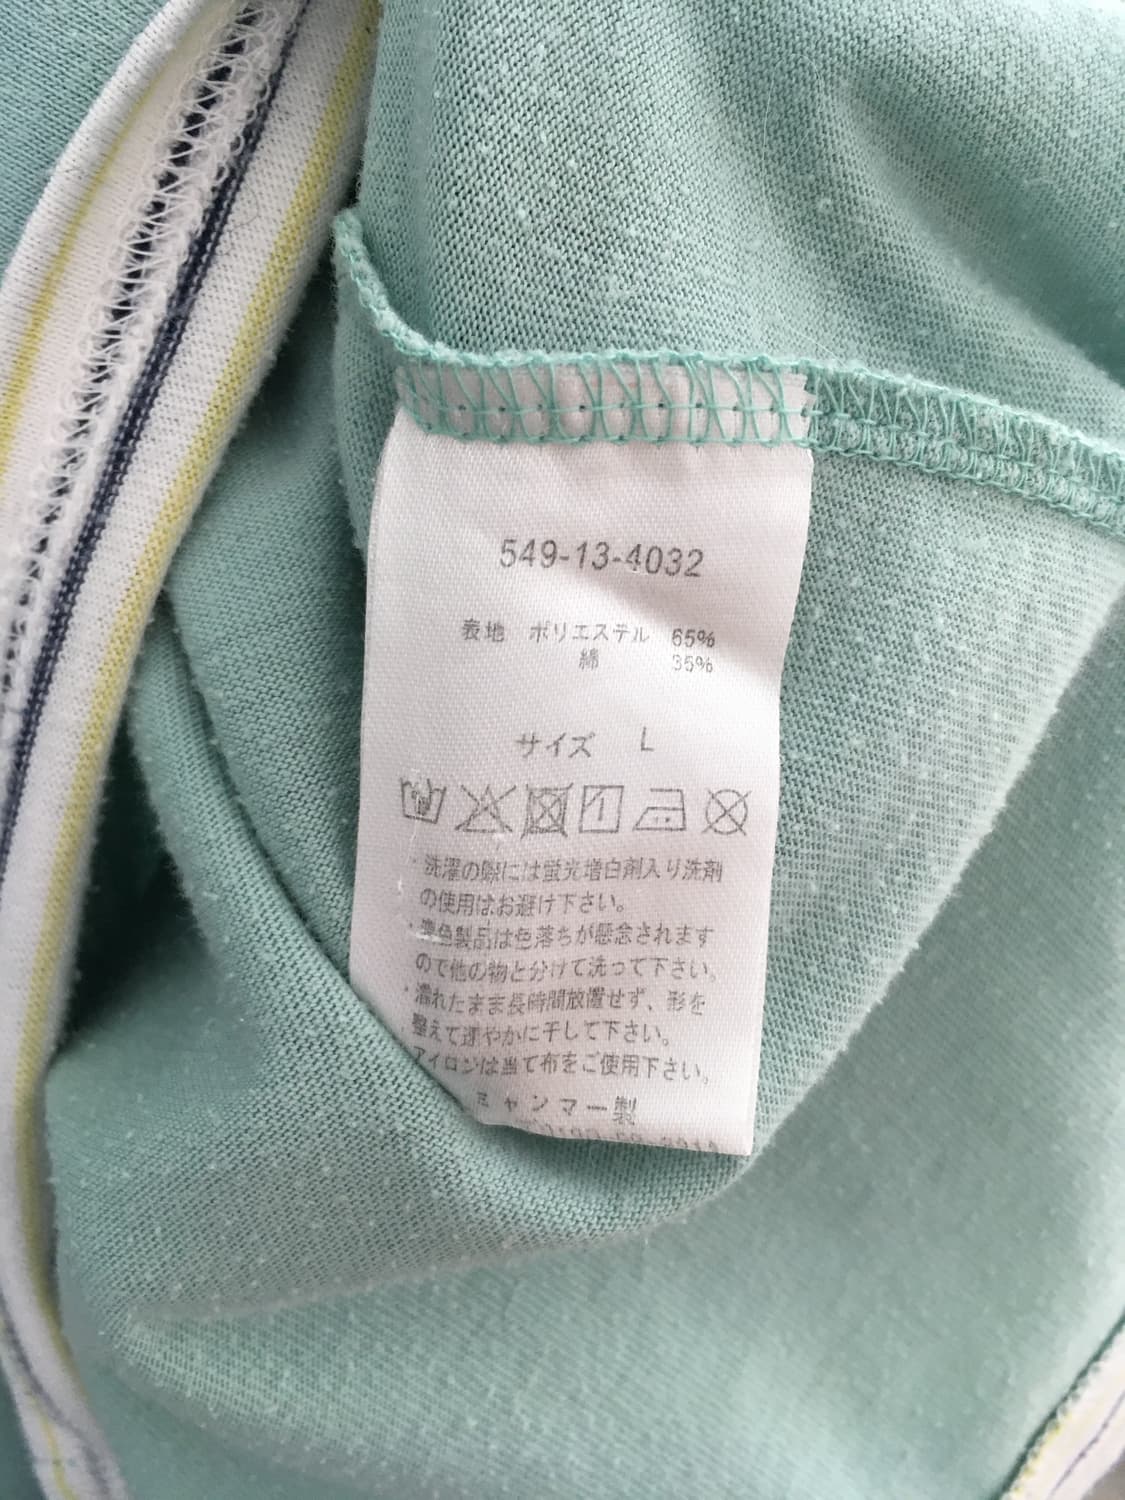 549-13-4032
表地 ポリエステル 65%
綿 35%
サイズ L
・洗濯の際には蛍光増白剤入り洗剤
の使用はお避け下さい。
・濃色製品は色落ちが懸念されます
ので他の物と分けて洗って下さい。
・濡れたまま長時間放置せず、形を
整えて速やかに干して下さい。
アイロンは当て布をご使用下さい。
ミャンマー製